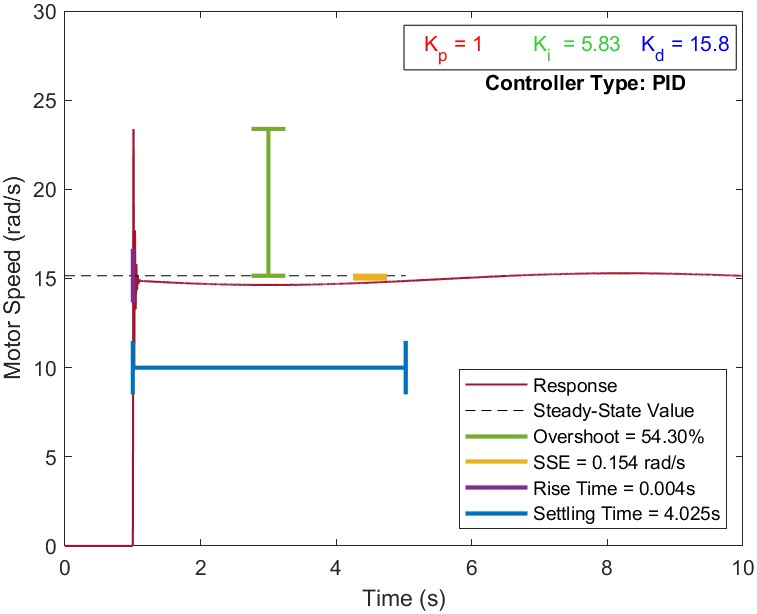 K_p = 1 K_i = 5.83 K_d = 15.8
Controller Type: PID
30
25
20
15
10
5
0
Motor Speed (rad/s)
Response
Steady-State Value
Overshoot = 54.30%
SSE = 0.154 rad/s
Rise Time = 0.004s
Settling Time = 4.025s
0 2 4 6 8 10
Time (s)